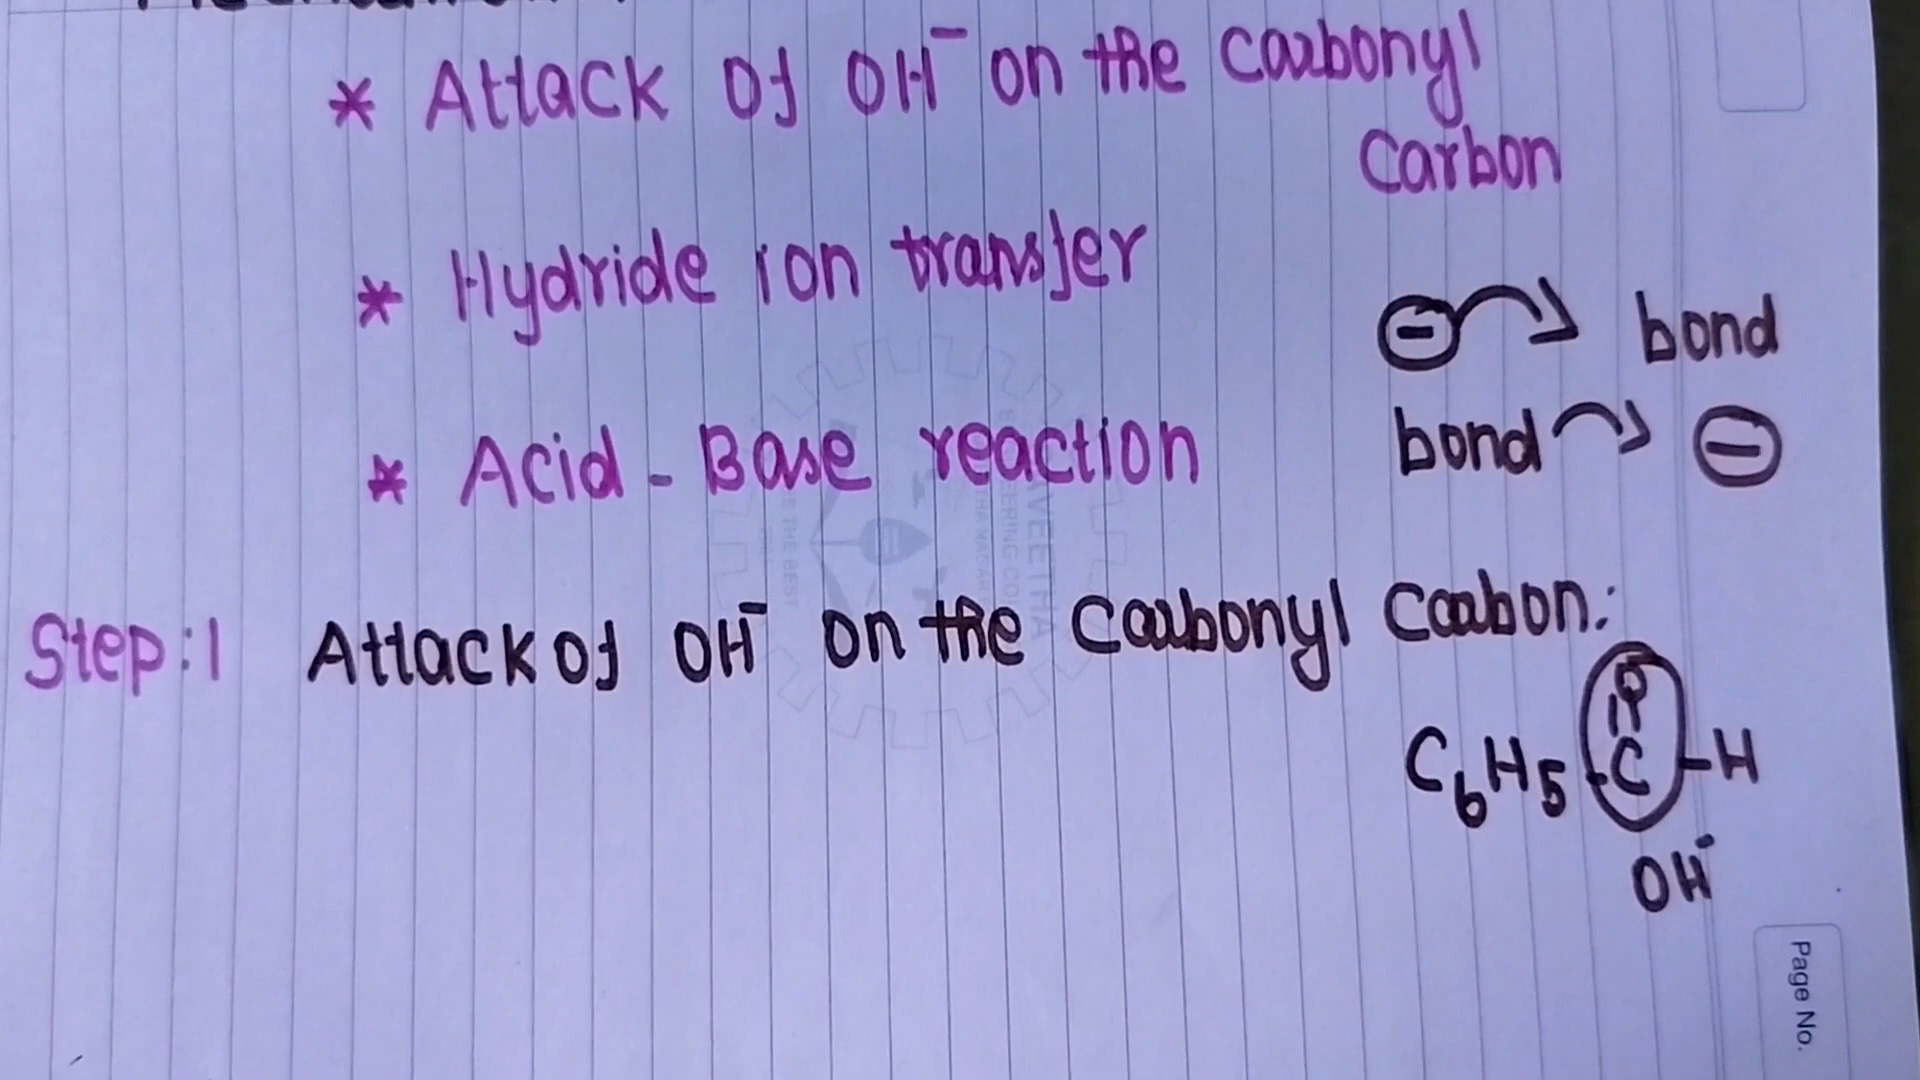 * Attack of OH⁻ on the carbonyl
Carbon
* Hydride ion transfer
⊖ → bond
* Acid - Base reaction
bond → ⊖
Step:1 Attack of OH⁻ on the Carbonyl Carbon:
O
C6H5-C-H
OH⁻
Page No.